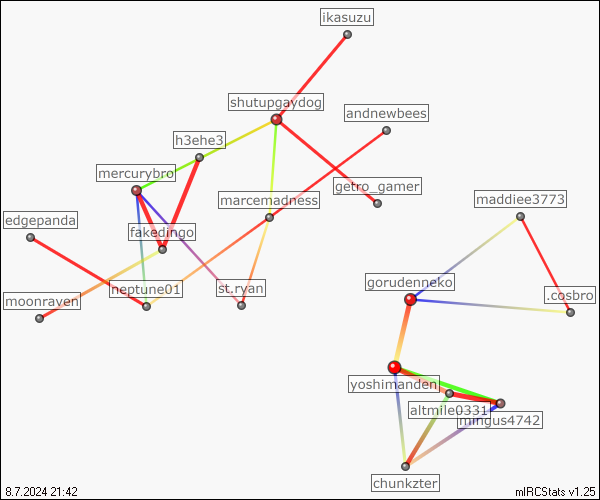 ikasuzu
shutupgaydog
andnewbees
h3ehe3
mercurybro
getro_gamer
marcemadness
maddiee3773
edgepanda
fakedingo
gorudenneko
neptune01
st.ryan
.cosbro
moonraven
yoshimanden
altmile0331
mingus4742
chunkzter
8.7.2024 21:42
mIRCStats v1.25